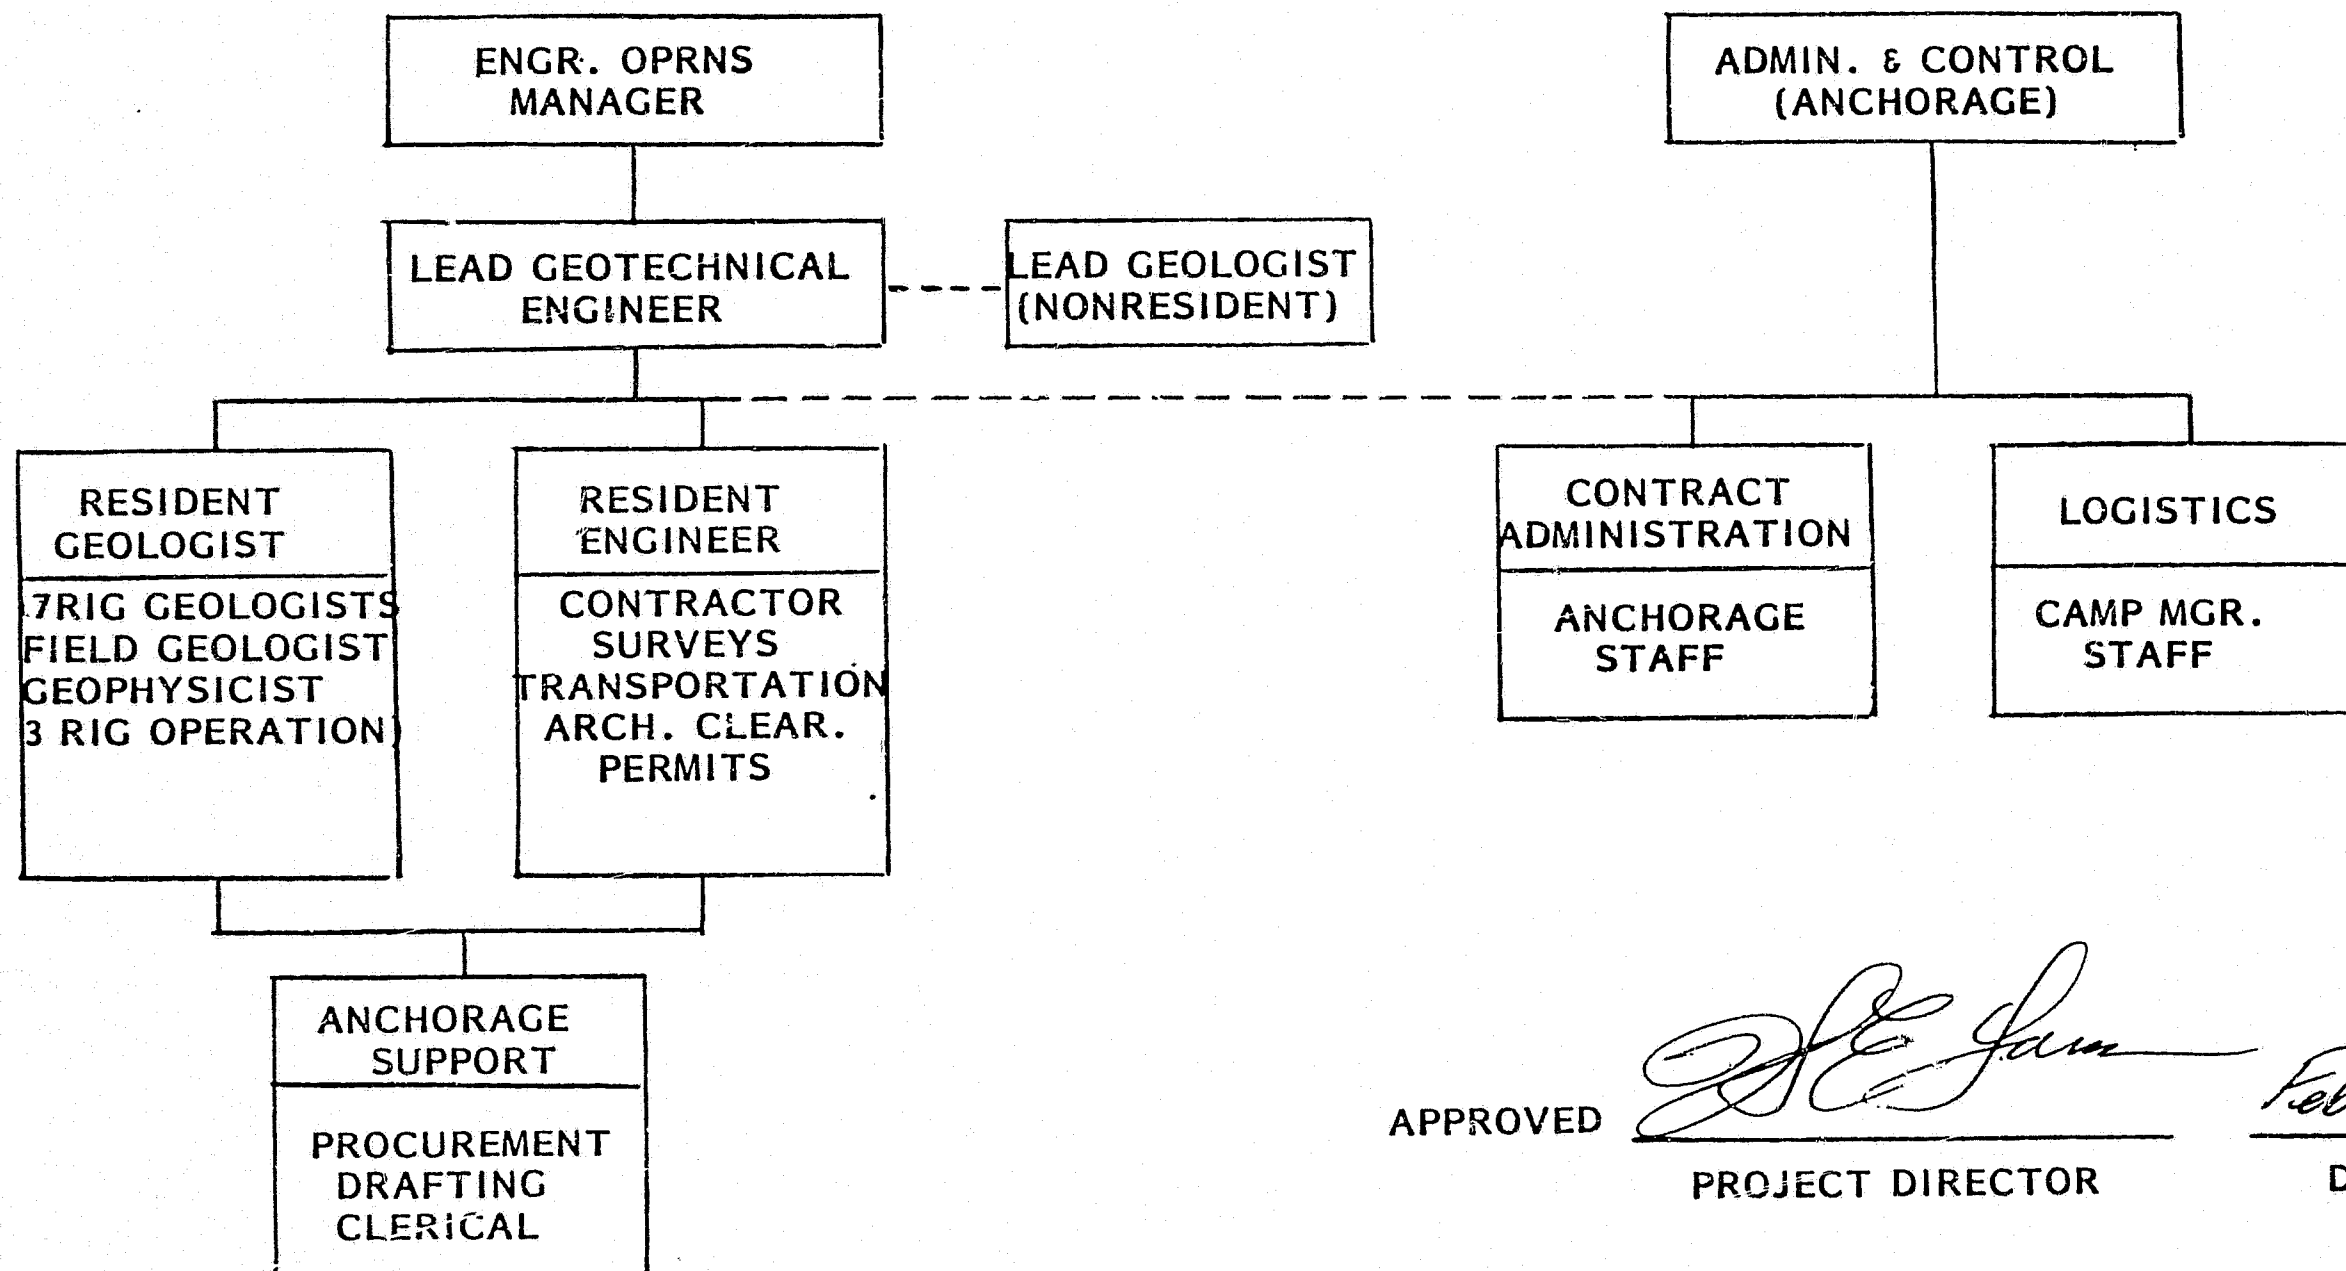 ENGR. OPRNS
MANAGER
ADMIN. & CONTROL
(ANCHORAGE)
LEAD GEOTECHNICAL
ENGINEER
LEAD GEOLOGIST
(NONRESIDENT)
RESIDENT
GEOLOGIST
7RIG GEOLOGISTS
FIELD GEOLOGIST
GEOPHYSICIST
3 RIG OPERATION)
RESIDENT
ENGINEER
CONTRACTOR
SURVEYS
TRANSPORTATION
ARCH. CLEAR.
PERMITS
CONTRACT
ADMINISTRATION
ANCHORAGE
STAFF
LOGISTICS
CAMP MGR.
STAFF
ANCHORAGE
SUPPORT
PROCUREMENT
DRAFTING
CLERICAL
APPROVED
Feb
PROJECT DIRECTOR
D